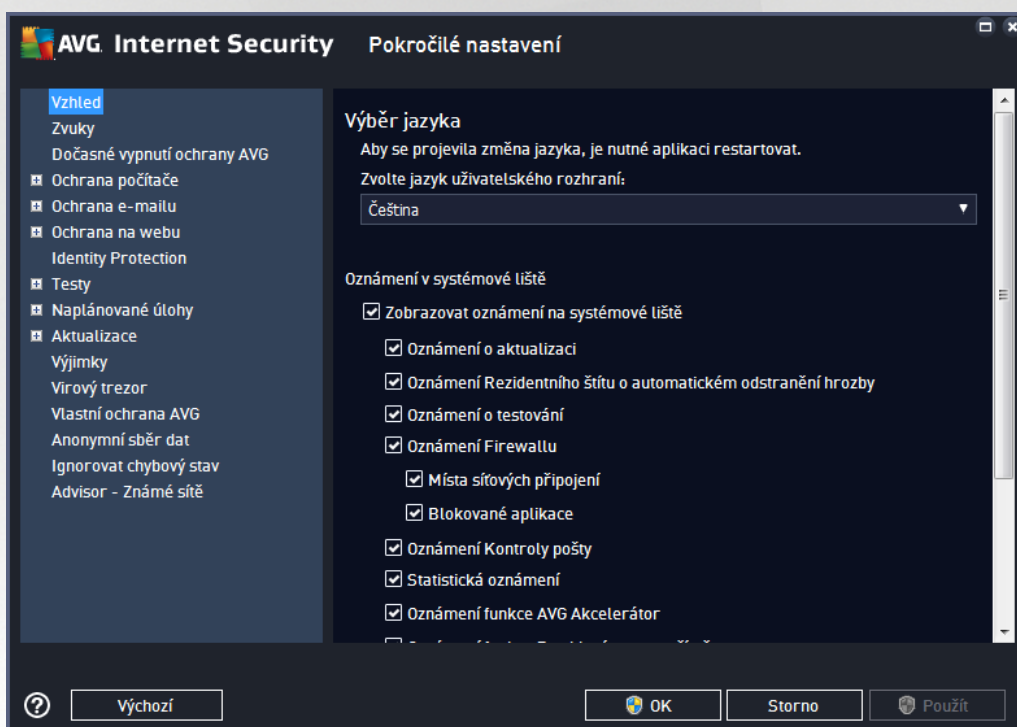 AVG. Internet Security Pokročilé nastavení
Vzhled
Zvuky
Dočasné vypnutí ochrany AVG
Ochrana počítače
Ochrana e-mailu
Ochrana na webu
Identity Protection
Testy
Naplánované úlohy
Aktualizace
Výjimky
Virový trezor
Vlastní ochrana AVG
Anonymní sběr dat
Ignorovat chybový stav
Advisor - Známé sítě
Výběr jazyka
Aby se projevila změna jazyka, je nutné aplikaci restartovat.
Zvolte jazyk uživatelského rozhraní:
Čeština
Oznámení v systémové liště
Zobrazovat oznámení na systémové liště
Oznámení o aktualizaci
Oznámení Rezidentního štítu o automatickém odstranění hrozby
Oznámení o testování
Oznámení Firewallu
Místa síťových připojení
Blokované aplikace
Oznámení Kontroly pošty
Statistická oznámení
Oznámení funkce AVG Akcelerátor
Výchozí
OK
Storno
Použít